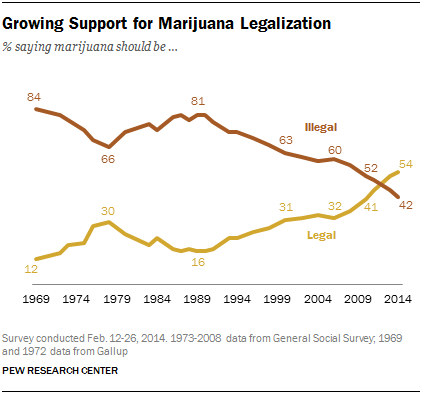 Growing Support for Marijuana Legalization
% saying marijuana should be ...
84
81
Illegal
66
63
60
52
54
42
41
32
31
30
Legal
16
12
1969 1974 1979 1984 1989 1994 1999 2004 2009 2014
Survey conducted Feb. 12-26, 2014. 1973-2008 data from General Social Survey; 1969
and 1972 data from Gallup
PEW RESEARCH CENTER